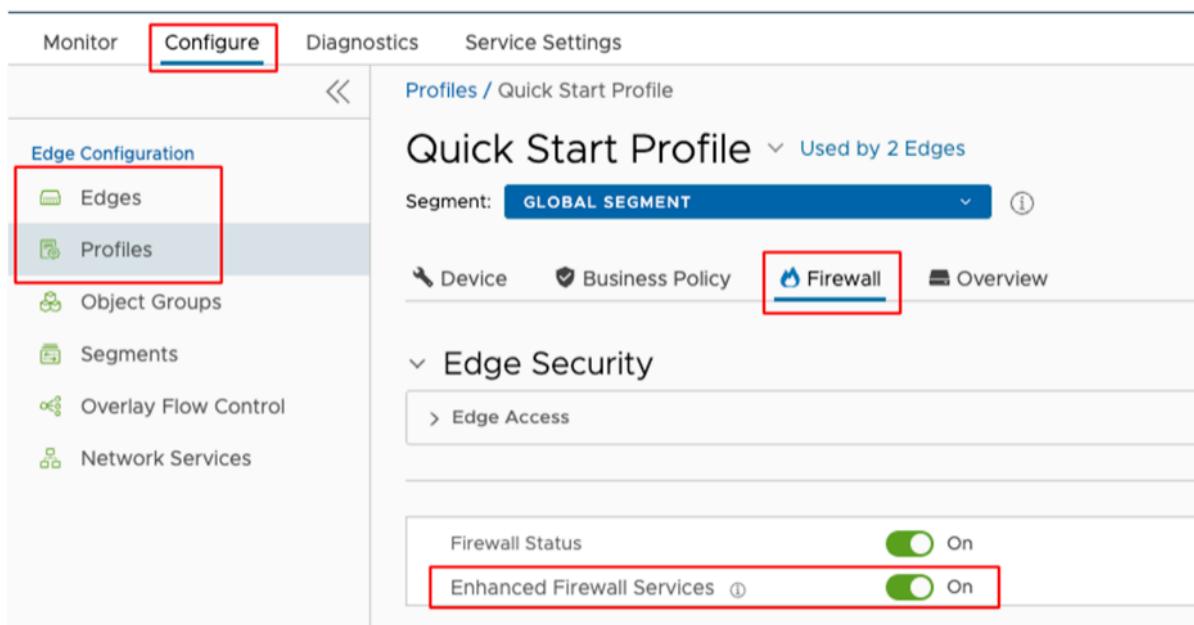 Monitor Configure Diagnostics Service Settings
Profiles / Quick Start Profile
Edge Configuration
Edges
Profiles
Object Groups
Segments
Overlay Flow Control
Network Services
Quick Start Profile Used by 2 Edges
Segment: GLOBAL SEGMENT
Device Business Policy Firewall Overview
Edge Security
Edge Access
Firewall Status On
Enhanced Firewall Services On